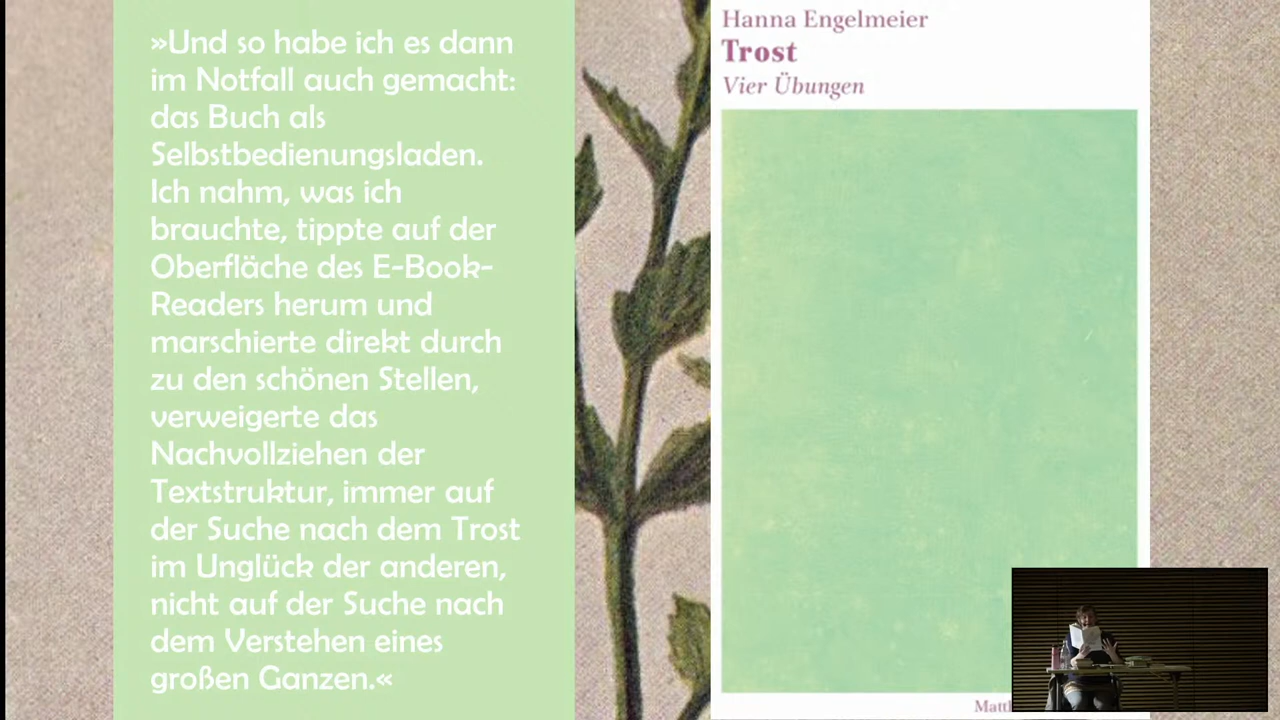 »Und so habe ich es dann
im Notfall auch gemacht:
das Buch als
Selbstbedienungsladen.
Ich nahm, was ich
brauchte, tippte auf der
Oberfläche des E-Book-
Readers herum und
marschierte direkt durch
zu den schönen Stellen,
verweigerte das
Nachvollziehen der
Textstruktur, immer auf
der Suche nach dem Trost
im Unglück der anderen,
nicht auf der Suche nach
dem Verstehen eines
großen Ganzen.«
Hanna Engelmeier
Trost
Vier Übungen